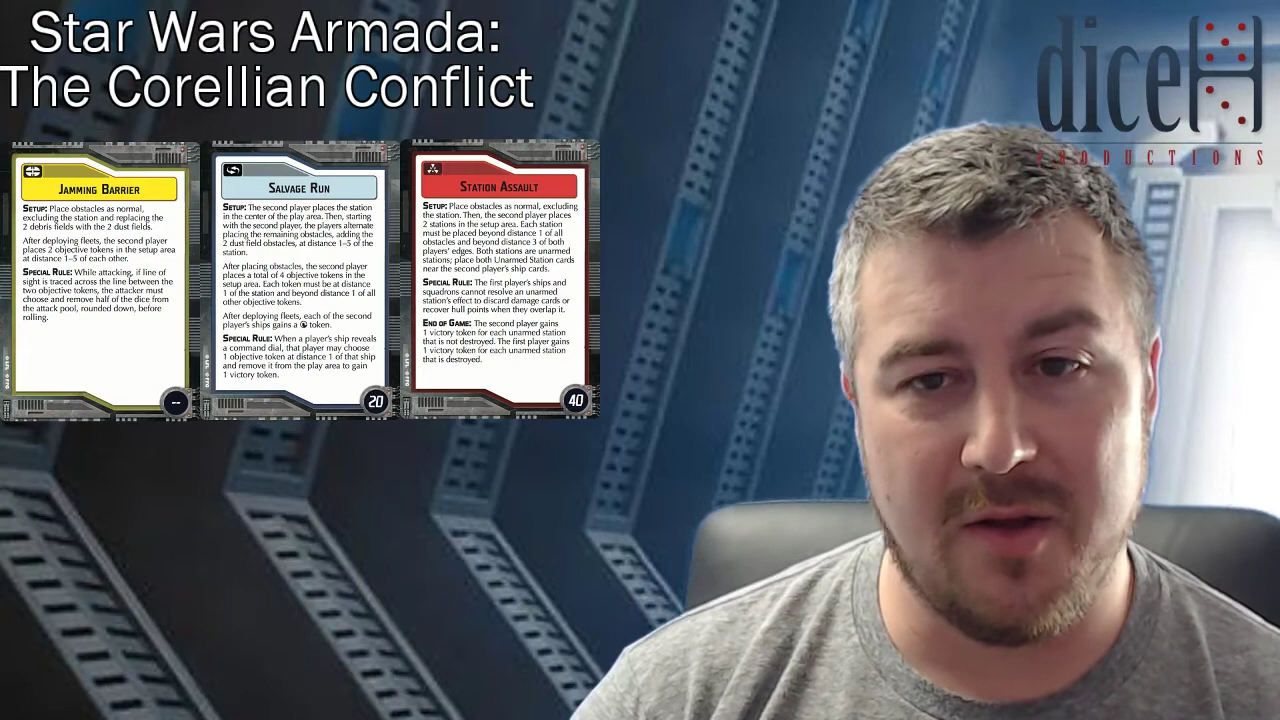 Star Wars Armada:
The Corellian Conflict
diceH
PRODUCTIONS
JAMMING BARRIER
SETUP: Place obstacles as normal,
excluding the station and replacing the
2 debris fields with the 2 dust fields.
After deploying fleets, the second player
places 2 objective tokens in the setup area
at distance 1–5 of each other.
SPECIAL RULE: While attacking, if line of
sight is traced across the line between the
two objective tokens, the attacker must
choose and remove half of the dice from
the attack pool, rounded down, before
rolling.
--
SALVAGE RUN
SETUP: The second player places the station
in the center of the play area. Then, starting
with the second player, the players alternate
placing the remaining obstacles, adding the
2 dust field obstacles, at distance 1–5 of the
station.
After placing obstacles, the second player
places a total of 4 objective tokens in the
setup area. Each token must be at distance
1 of the station and beyond distance 1 of all
other objective tokens.
After deploying fleets, each of the second
player's ships gains a token.
SPECIAL RULE: When a player's ship reveals
a command dial, that player may choose
1 objective token at distance 1 of that ship
and remove it from the play area to gain
1 victory token.
20
STATION ASSAULT
SETUP: Place obstacles as normal, excluding
the station. Then, the second player places
2 stations in the setup area. Each station
must be placed beyond distance 1 of all
obstacles and beyond distance 3 of both
players' edges. Both stations are unarmed
stations; place both Unarmed Station cards
near the second player's ship cards.
SPECIAL RULE: The first player's ships and
squadrons cannot resolve an unarmed
station's effect to discard damage cards or
recover hull points when they overlap it.
END OF GAME: The second player gains
1 victory token for each unarmed station
that is not destroyed. The first player gains
1 victory token for each unarmed station
that is destroyed.
40